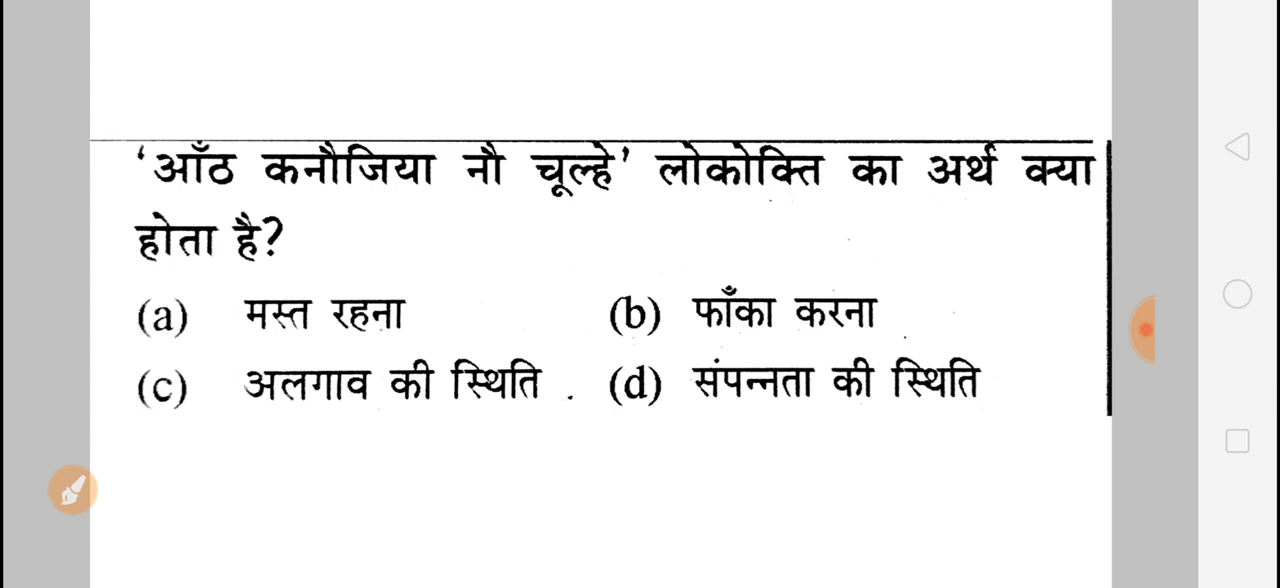 ‘आँठ कनौजिया नौ चूल्हे’ लोकोक्ति का अर्थ क्या
होता है?
(a) मस्त रहना (b) फाँका करना
(c) अलगाव की स्थिति . (d) संपन्नता की स्थिति